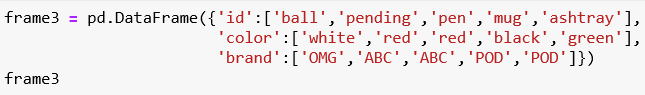 frame3 = pd.DataFrame({'id':['ball','pending','pen','mug','ashtray'],
'color':['white','red','red','black','green'],
'brand':['OMG','ABC','ABC','POD','POD']})
frame3